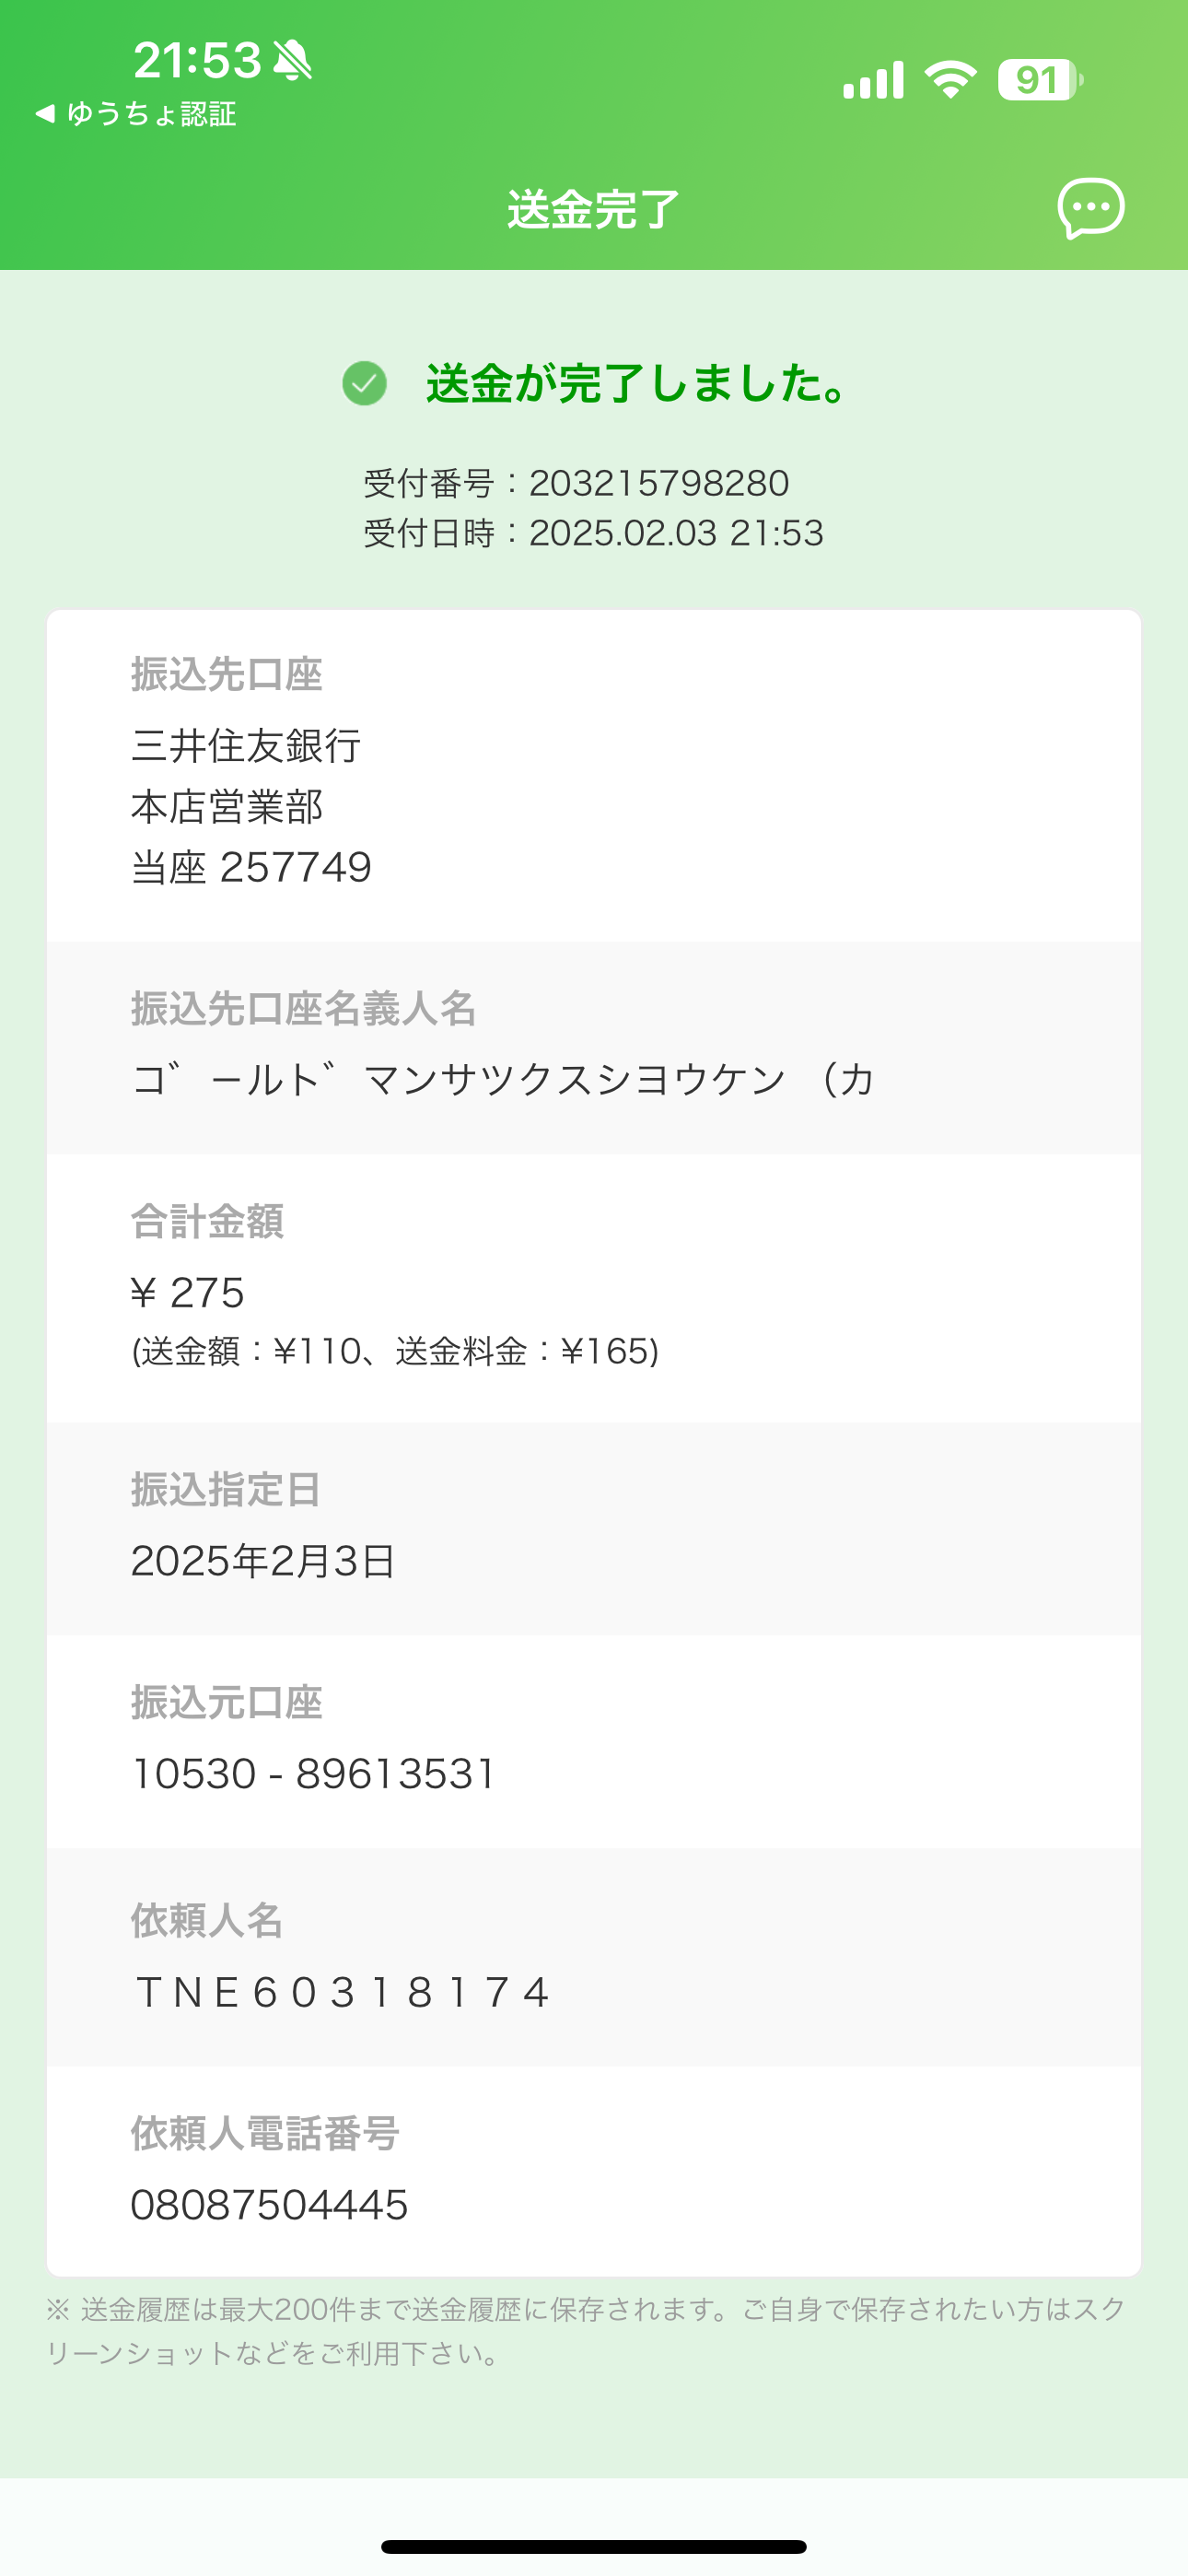 21:53
91
◀ ゆうちょ認証
送金完了
送金が完了しました。
受付番号：203215798280
受付日時：2025.02.03 21:53
振込先口座
三井住友銀行
本店営業部
当座 257749
振込先口座名義人名
コ゛ールト゛マンサツクスシヨウケン （カ
合計金額
¥ 275
(送金額：¥110、送金料金：¥165)
振込指定日
2025年2月3日
振込元口座
10530 - 89613531
依頼人名
ＴＮＥ６０３１８１７４
依頼人電話番号
08087504445
※ 送金履歴は最大200件まで送金履歴に保存されます。ご自身で保存されたい方はスク
リーンショットなどをご利用下さい。